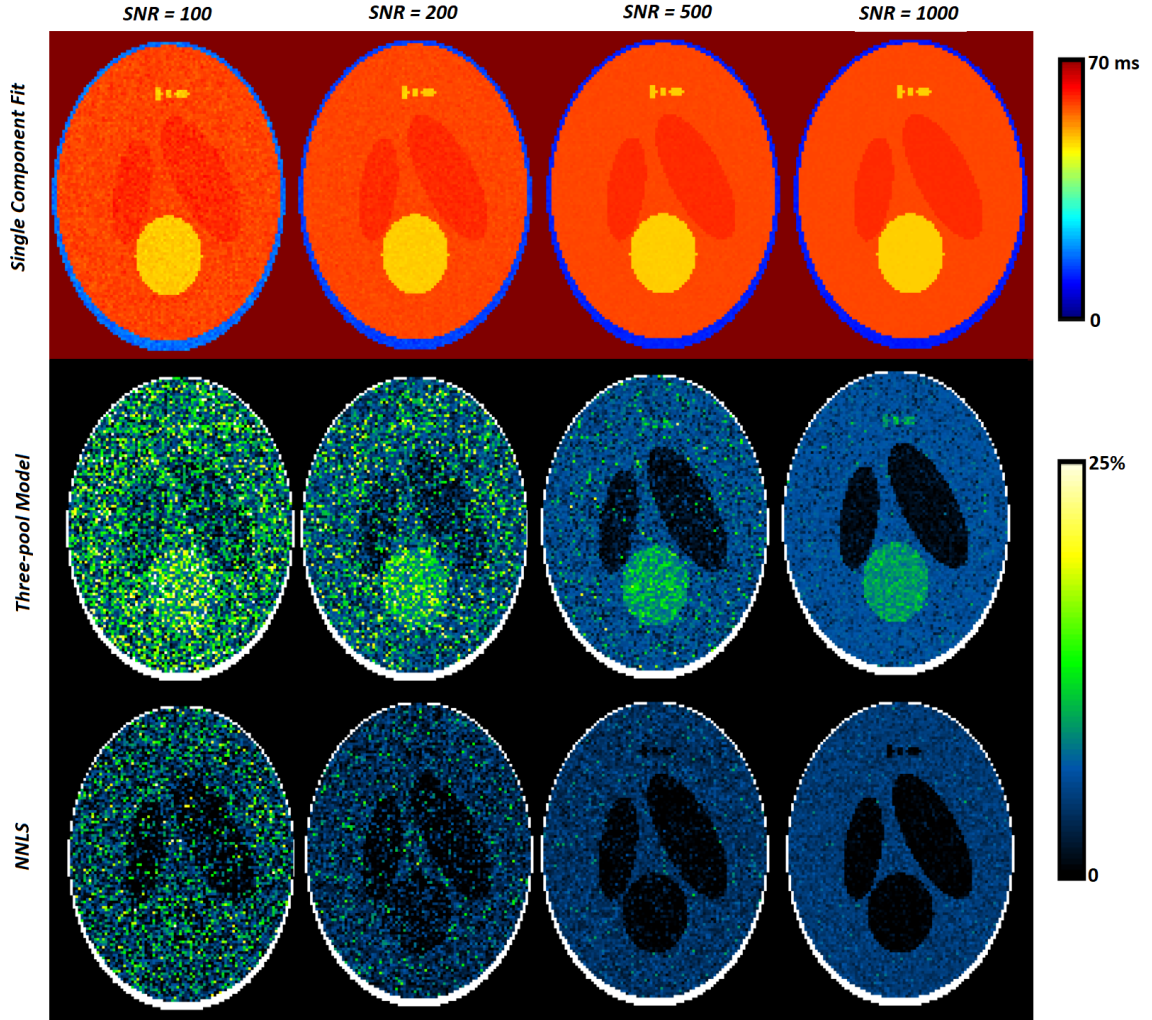 SNR = 100
SNR = 200
SNR = 500
SNR = 1000
Single Component Fit
70 ms
0
Three-pool Model
25%
0
NNLS